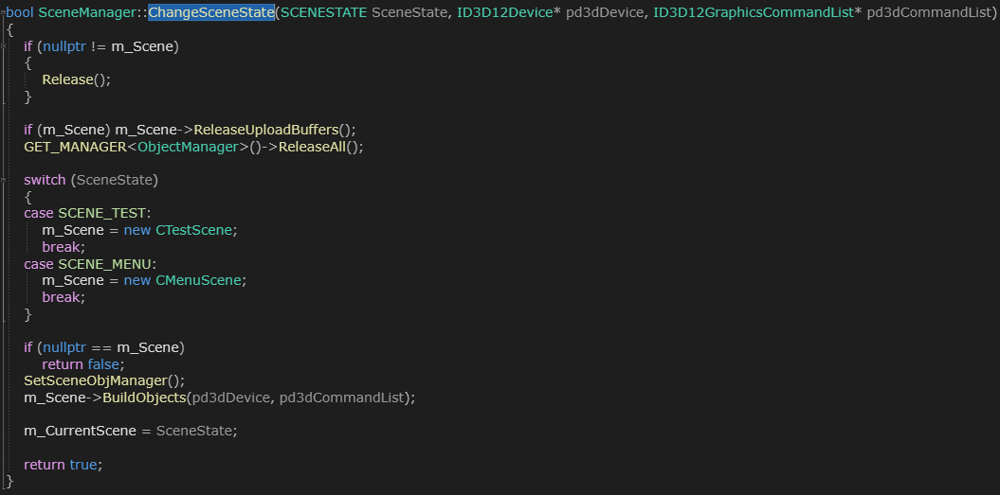 bool SceneManager::ChangeSceneState(SCENESTATE SceneState, ID3D12Device* pd3dDevice, ID3D12GraphicsCommandList* pd3dCommandList)
{
if (nullptr != m_Scene)
{
Release();
}
if (m_Scene) m_Scene->ReleaseUploadBuffers();
GET_MANAGER<ObjectManager>()->ReleaseAll();
switch (SceneState)
{
case SCENE_TEST:
m_Scene = new CTestScene;
break;
case SCENE_MENU:
m_Scene = new CMenuScene;
break;
}
if (nullptr == m_Scene)
return false;
SetSceneObjManager();
m_Scene->BuildObjects(pd3dDevice, pd3dCommandList);
m_CurrentScene = SceneState;
return true;
}